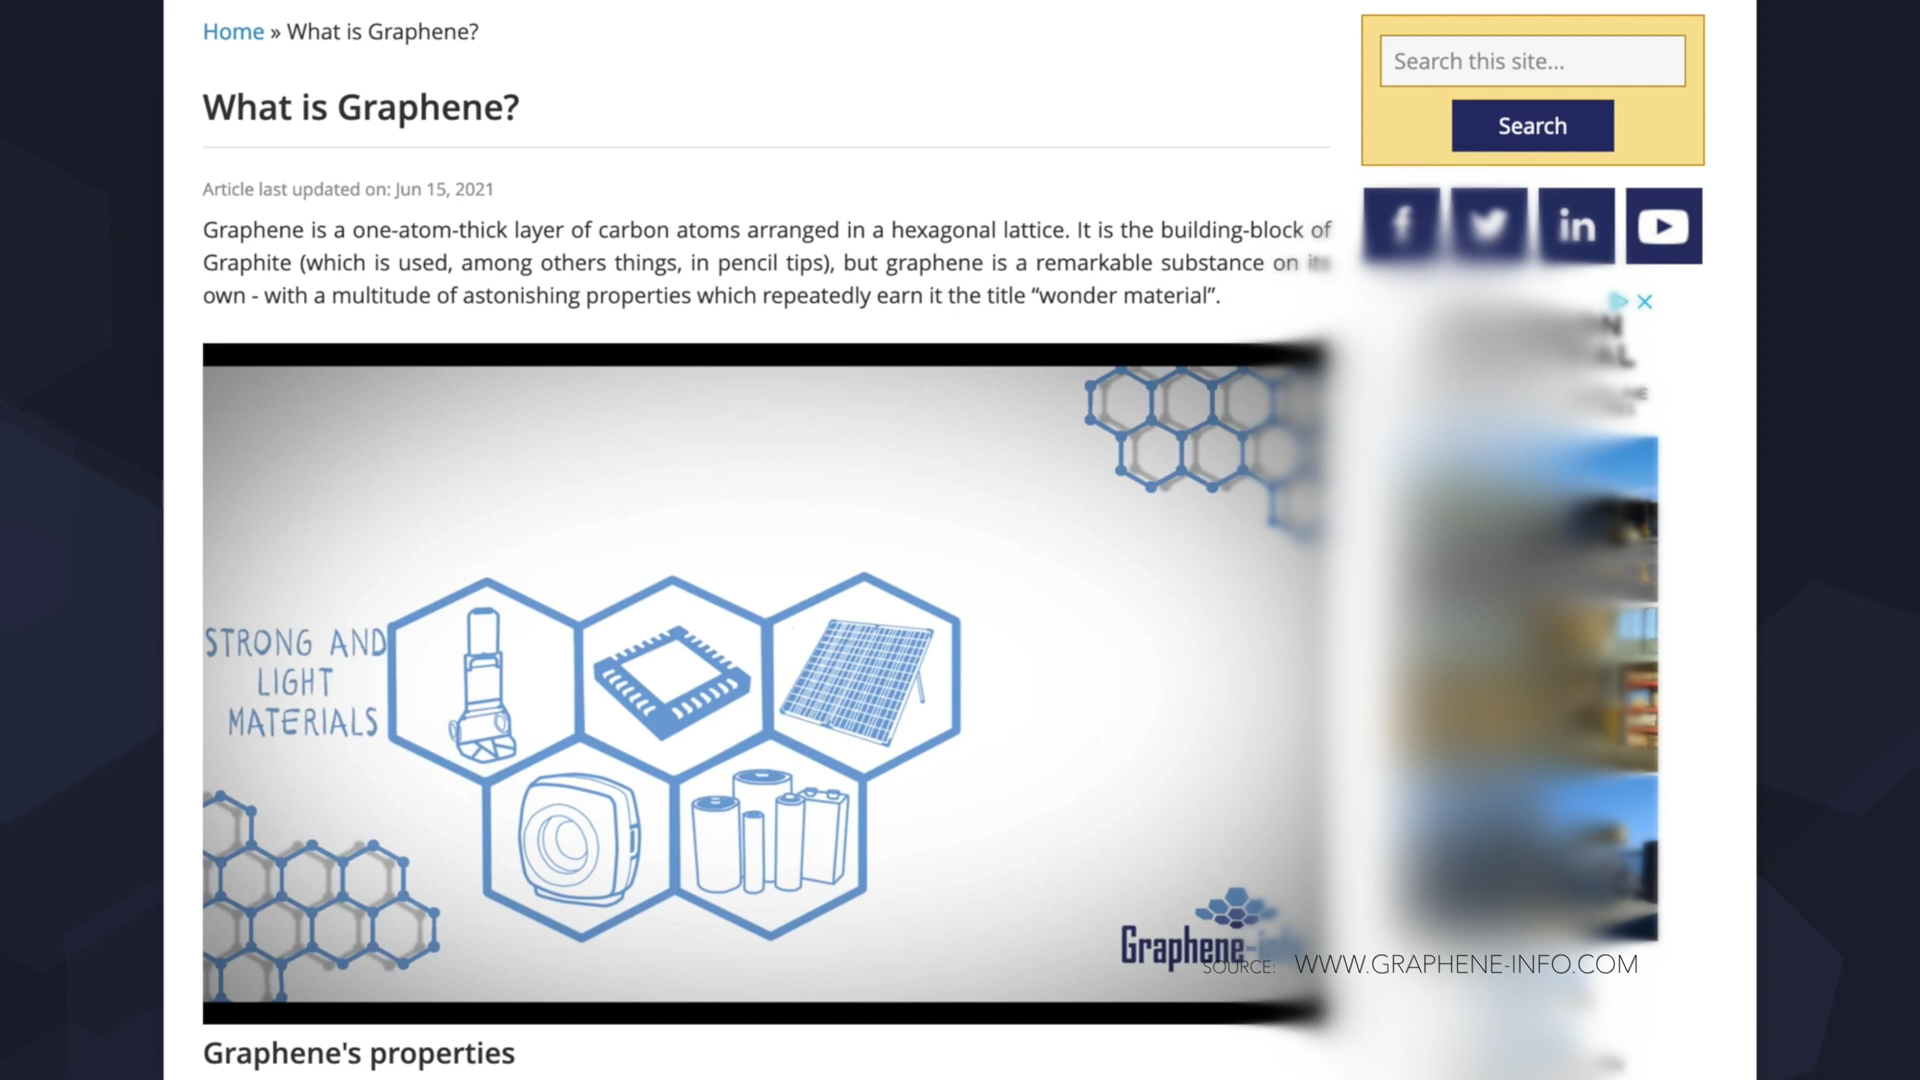 Home » What is Graphene?
Search this site...
Search
What is Graphene?
Article last updated on: Jun 15, 2021
Graphene is a one-atom-thick layer of carbon atoms arranged in a hexagonal lattice. It is the building-block of
Graphite (which is used, among others things, in pencil tips), but graphene is a remarkable substance on its
own - with a multitude of astonishing properties which repeatedly earn it the title “wonder material”.
f
in
STRONG AND
LIGHT
MATERIALS
Graphene
SOURCE: WWW.GRAPHENE-INFO.COM
Graphene's properties